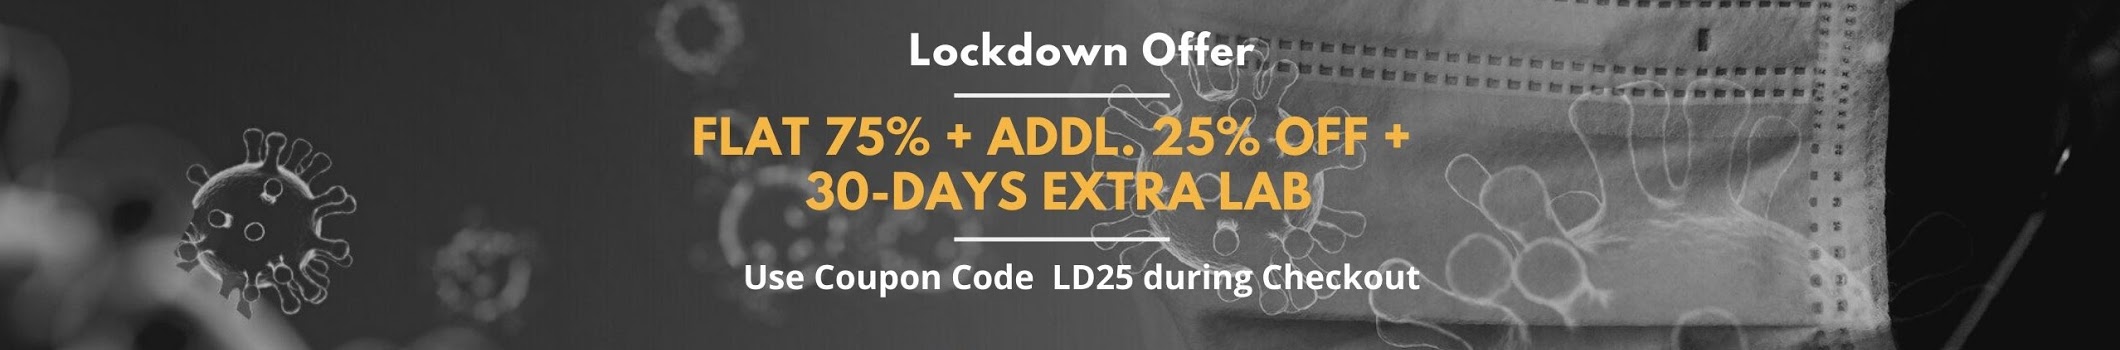 Lockdown Offer
FLAT 75% + ADDL. 25% OFF +
30-DAYS EXTRA LAB
Use Coupon Code LD25 during Checkout